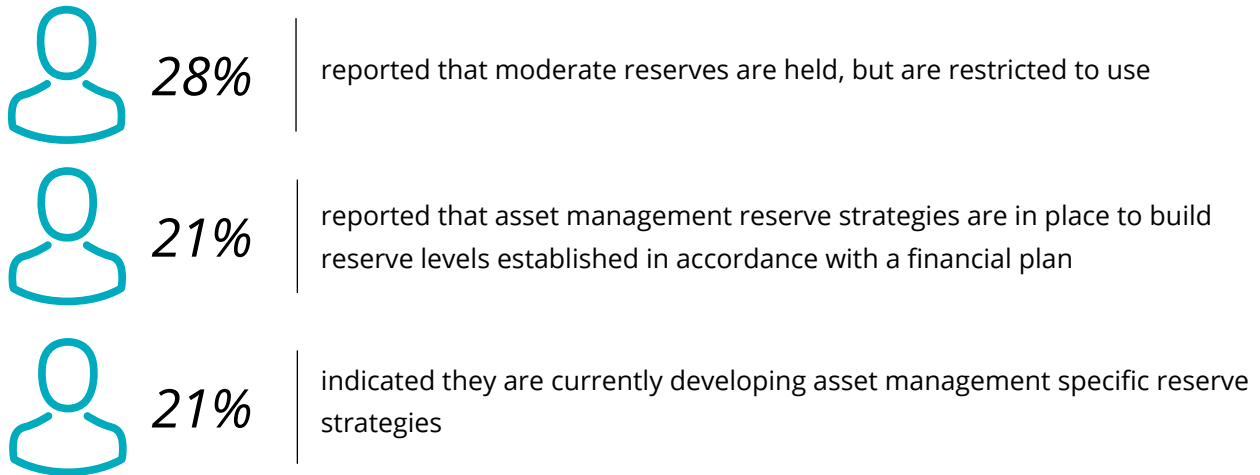 28%
reported that moderate reserves are held, but are restricted to use
21%
reported that asset management reserve strategies are in place to build
reserve levels established in accordance with a financial plan
21%
indicated they are currently developing asset management specific reserve
strategies